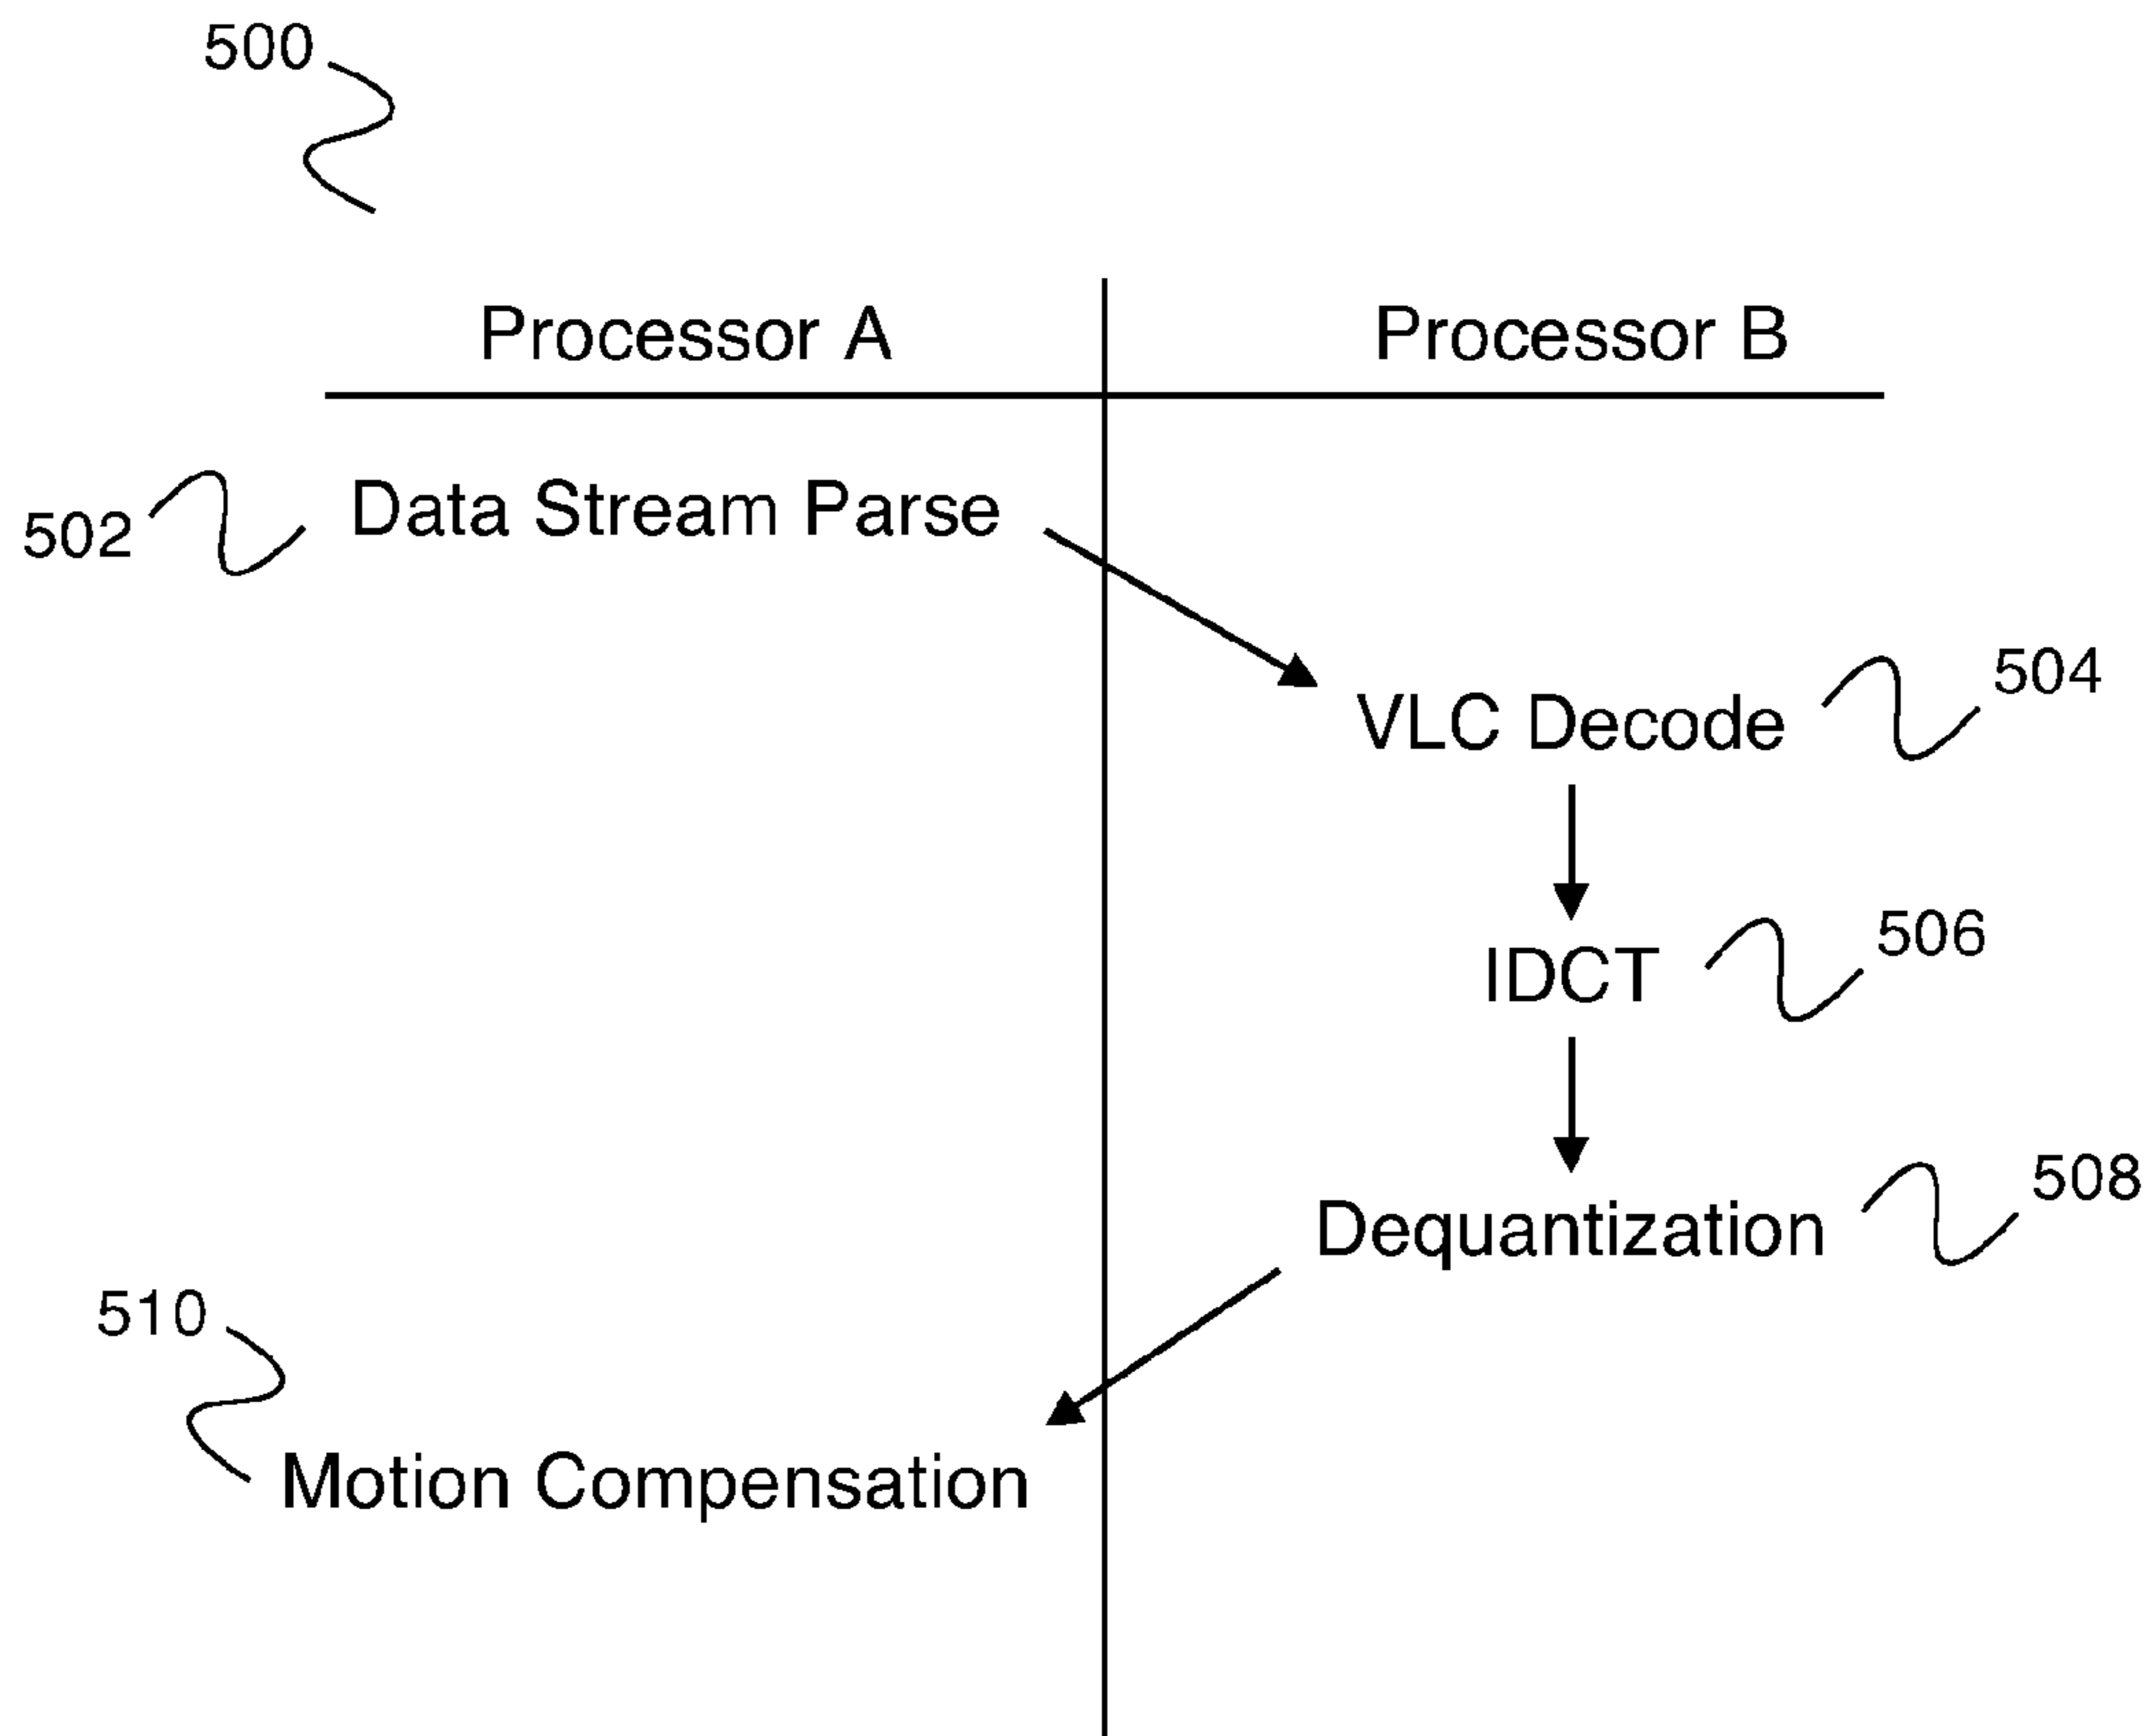 500
Processor A
Processor B
Data Stream Parse
502
504
VLC Decode
506
IDCT
508
Dequantization
510
Motion Compensation